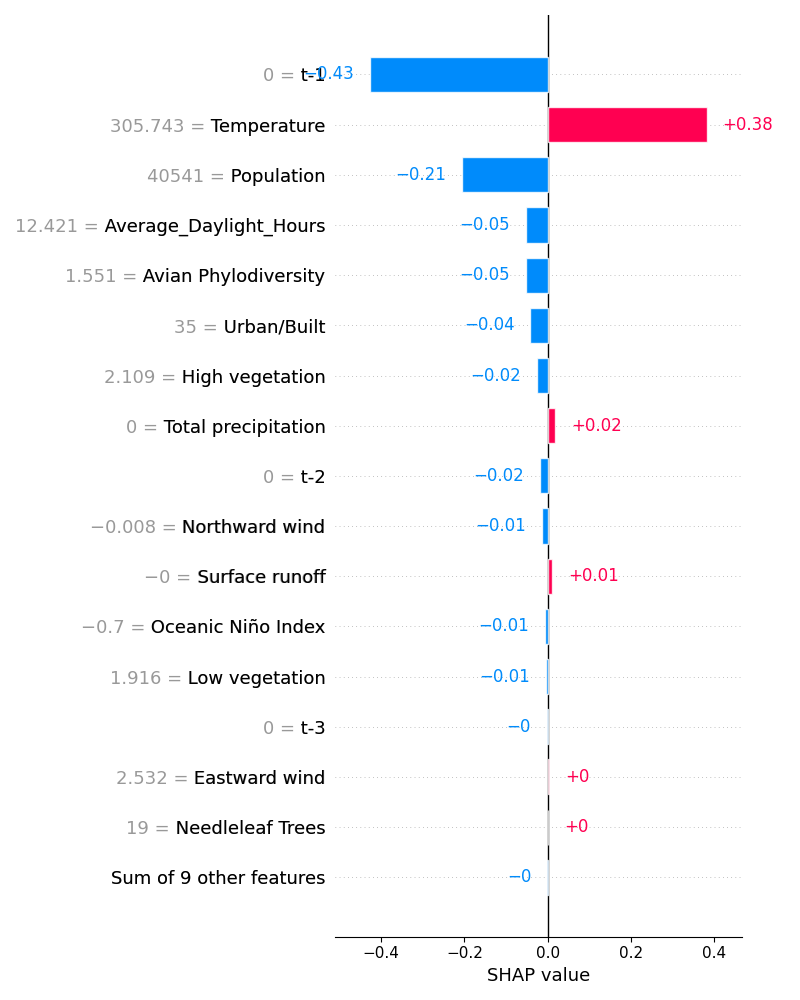 0 = t-1 −0.43
305.743 = Temperature +0.38
40541 = Population −0.21
12.421 = Average_Daylight_Hours −0.05
1.551 = Avian Phylodiversity −0.05
35 = Urban/Built −0.04
2.109 = High vegetation −0.02
0 = Total precipitation +0.02
0 = t-2 −0.02
−0.008 = Northward wind −0.01
−0 = Surface runoff +0.01
−0.7 = Oceanic Niño Index −0.01
1.916 = Low vegetation −0.01
0 = t-3 −0
2.532 = Eastward wind +0
19 = Needleleaf Trees +0
Sum of 9 other features −0
−0.4 −0.2 0.0 0.2 0.4
SHAP value